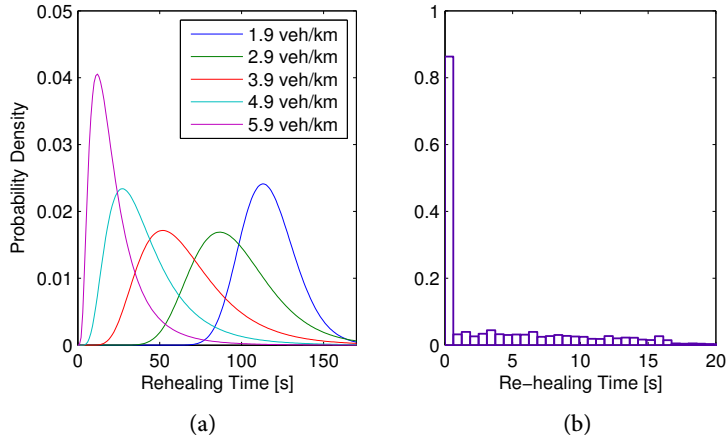 0.05
0.04
0.03
0.02
0.01
0
Probability Density
0 50 100 150
Rehealing Time [s]
1.9 veh/km
2.9 veh/km
3.9 veh/km
4.9 veh/km
5.9 veh/km
(a)
1
0.8
0.6
0.4
0.2
0
0 5 10 15 20
Re-healing Time [s]
(b)